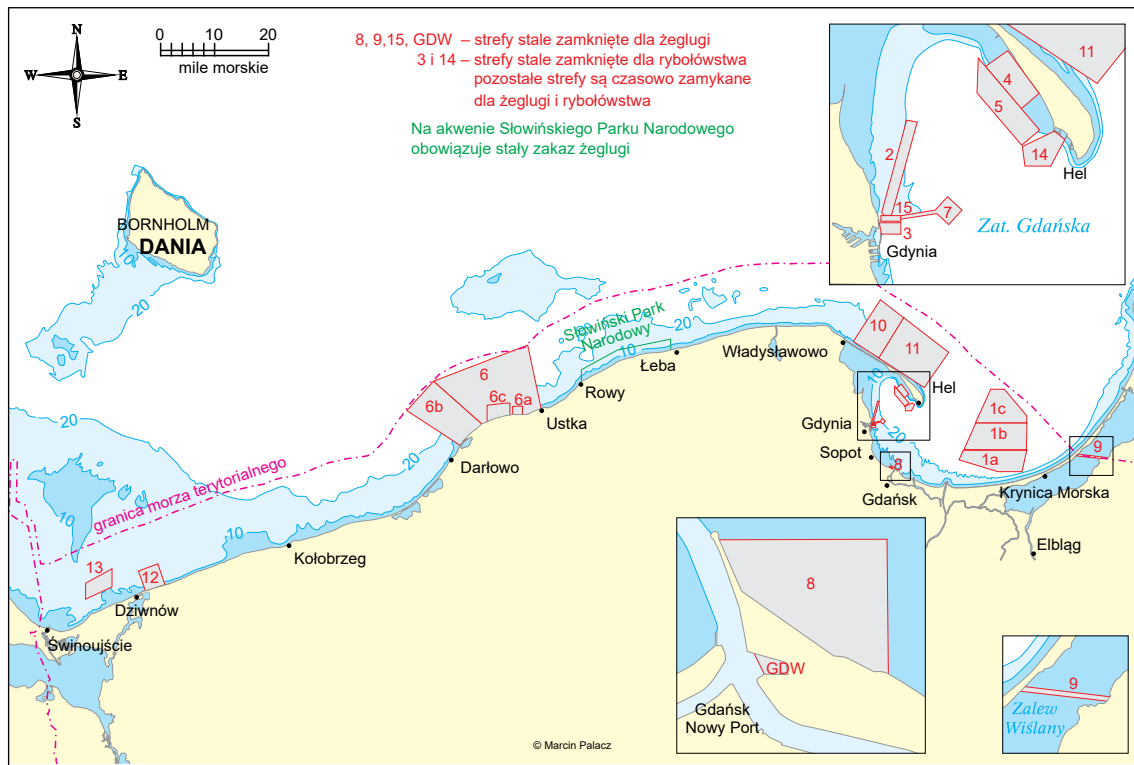 N
W
E
S
0
10
20
mile morskie
8, 9,15, GDW – strefy stale zamknięte dla żeglugi
3 i 14 – strefy stale zamknięte dla rybołówstwa
pozostałe strefy są czasowo zamykane
dla żeglugi i rybołówstwa
Na akwenie Słowińskiego Parku Narodowego
obowiązuje stały zakaz żeglugi
11
4
5
2
14
Hel
15
7
3
Zat. Gdańska
Gdynia
BORNHOLM
DANIA
10
20
Słowiński Park
Narodowy
20
10
Łeba
Rowy
Władysławowo
10
11
10
Hel
6
6b
6c
6a
Ustka
Gdynia
20
Sopot
8
Gdańsk
1c
1b
1a
9
Krynica Morska
Elbląg
20
20
Darłowo
granica morza terytorialnego
10
10
Kołobrzeg
13
12
Dziwnów
Świnoujście
8
GDW
Gdańsk
Nowy Port
9
Zalew
Wiślany
© Marcin Palacz